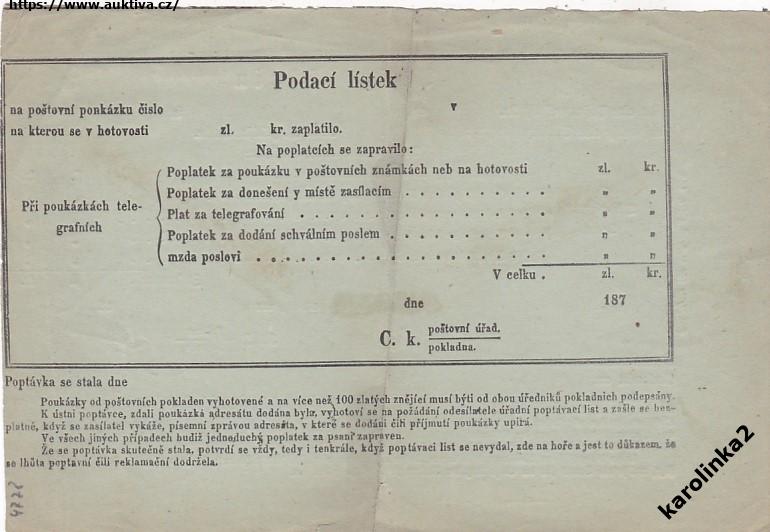 https://www.auktiva.cz/
Podací lístek
na poštovní ponkázku číslo v
na kterou se v hotovosti zl. kr. zaplatilo.
Na poplatcích se zapravilo:
Při poukázkách tele-
grafních
Poplatek za poukázku v poštovních známkách neb na hotovosti zl. kr.
Poplatek za donešení y místě zasílacím . . . . . . . . . . „ „
Plat za telegrafování . . . . . . . . . . . . . . . . . „ „
Poplatek za dodání schválním poslem . . . . . . . . . . . „ „
mzda poslovi . . . . . . . . . . . . . . . . . . . . „ „
V celku . zl. kr.
dne 187
C. k. poštovní úřad.
pokladna.
Poptávka se stala dne
Poukázky od poštovních pokladen vyhotovené a na více než 100 zlatých znějící musí býti od obou úředníků pokladních podepsány.
K ústní poptávce, zdali poukázka adresátu dodána byla, vyhotoví se na požádání odesílatele úřadní poptávací list a zašle se bez-
platně, když se zasílatel vykáže, písemní zprávou adresáta, v které se dodání čili příjmutí poukázky upírá.
Ve všech jiných případech budiž jednoduchý poplatek za psaní zapraven.
Že se poptávka skutečně stala, potvrdí se vždy, tedy i tenkrále, když poptávací list se nevydal, zde na hoře a jest to důkazem, že
se lhůta poptavní čili reklamační dodržela.
karolinka2